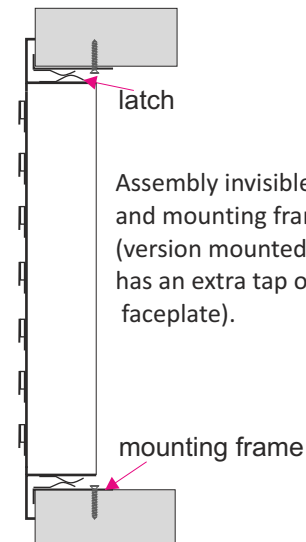 latch
Assembly invisible
and mounting fram
(version mounted
has an extra tap o
faceplate).
mounting frame